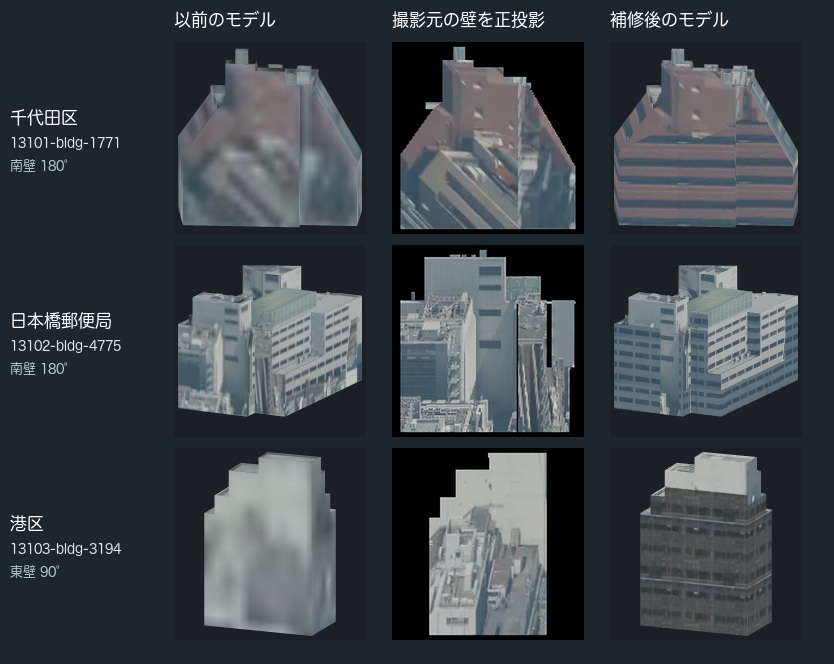 以前のモデル
撮影元の壁を正投影
補修後のモデル
千代田区
13101-bldg-1771
南壁 180°
日本橋郵便局
13102-bldg-4775
南壁 180°
港区
13103-bldg-3194
東壁 90°